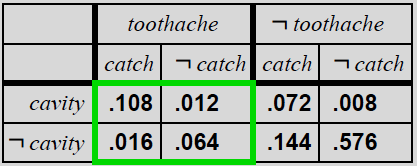 toothache ¬ toothache
catch ¬ catch catch ¬ catch
cavity .108 .012 .072 .008
¬ cavity .016 .064 .144 .576